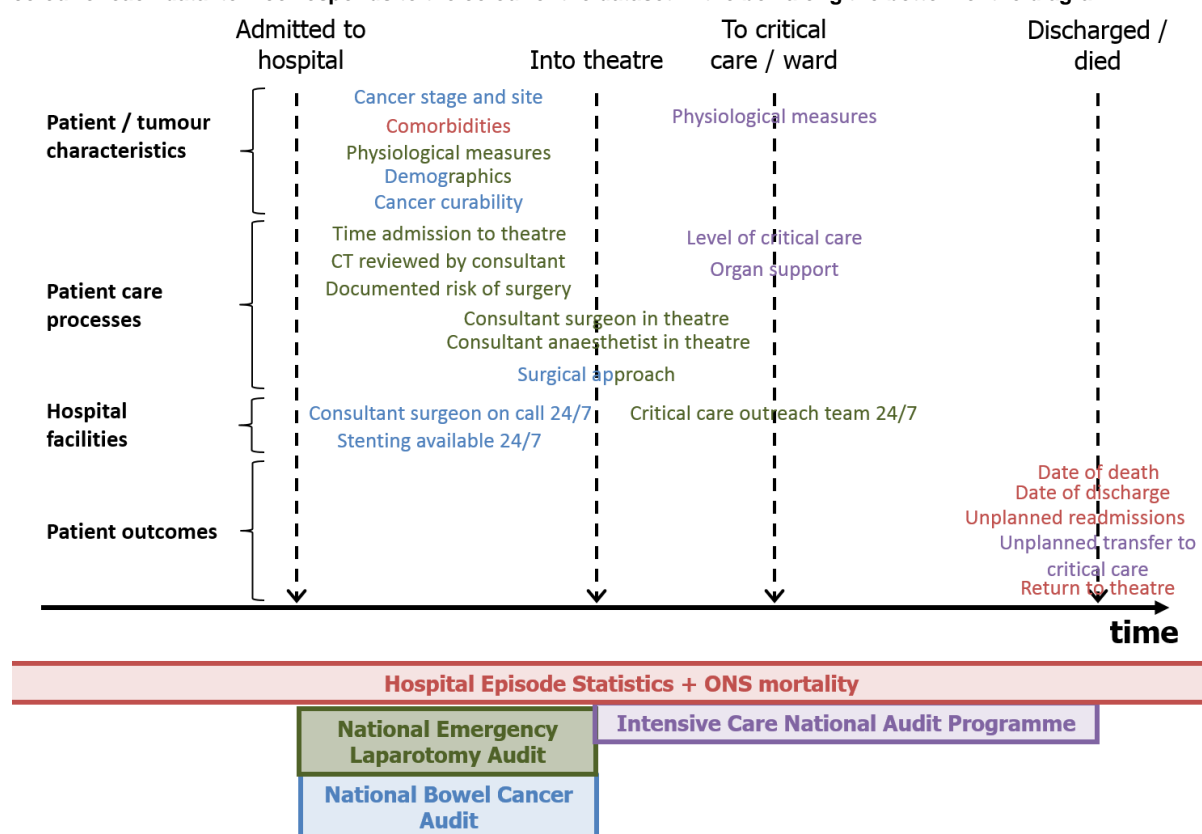 Admitted to
hospital
Into theatre
To critical
care / ward
Discharged /
died
Patient / tumour
characteristics
Cancer stage and site
Comorbidities
Physiological measures
Demographics
Cancer curability
Physiological measures
Patient care
processes
Time admission to theatre
CT reviewed by consultant
Documented risk of surgery
Consultant surgeon in theatre
Consultant anaesthetist in theatre
Surgical approach
Level of critical care
Organ support
Hospital
facilities
Consultant surgeon on call 24/7
Stenting available 24/7
Critical care outreach team 24/7
Patient outcomes
Date of death
Date of discharge
Unplanned readmissions
Unplanned transfer to
critical care
Return to theatre
time
Hospital Episode Statistics + ONS mortality
National Emergency
Laparotomy Audit
Intensive Care National Audit Programme
National Bowel Cancer
Audit